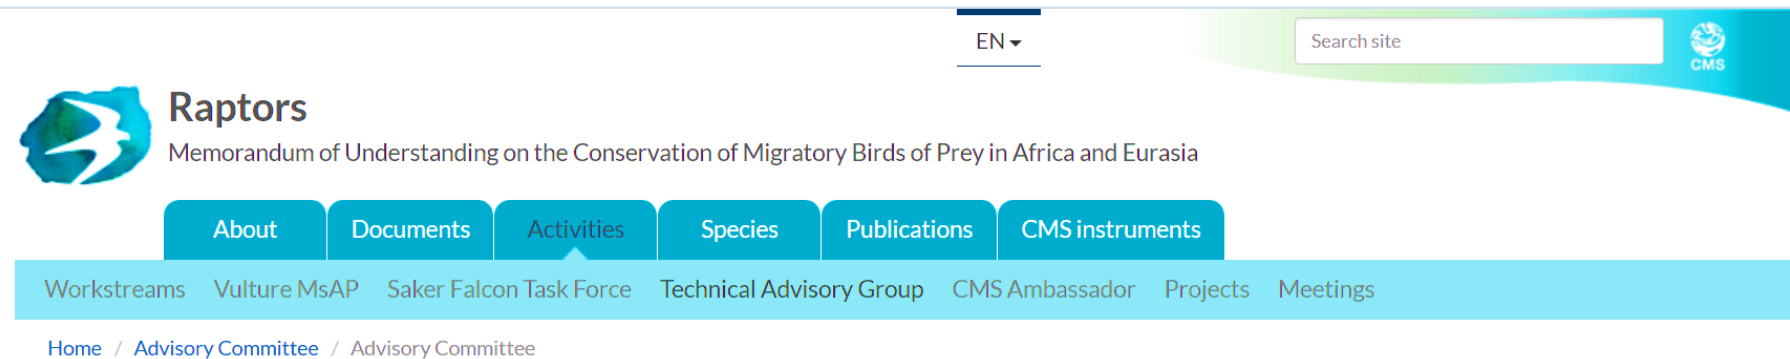 EN
Search site
CMS
Raptors
Memorandum of Understanding on the Conservation of Migratory Birds of Prey in Africa and Eurasia
About Documents Activities Species Publications CMS instruments
Workstreams Vulture MsAP Saker Falcon Task Force Technical Advisory Group CMS Ambassador Projects Meetings
Home / Advisory Committee / Advisory Committee